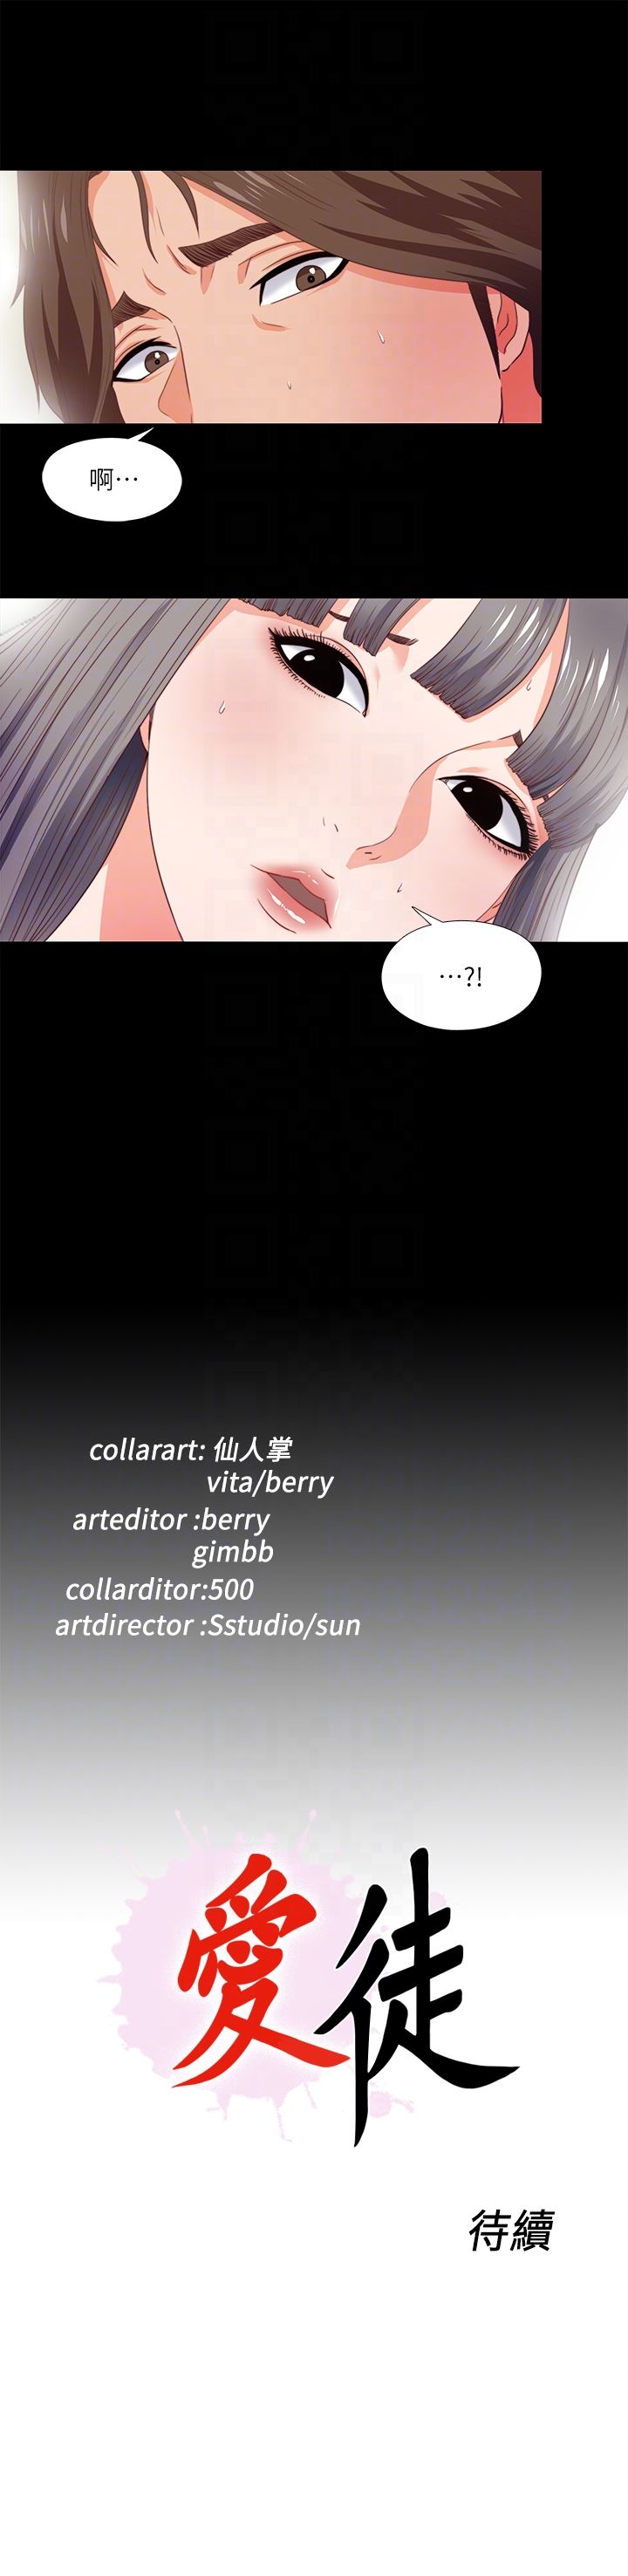 啊⋯
⋯?!
collarart: 仙人掌
vita/berry
arteditor :berry
gimbb
collarditor:500
artdirector :Sstudio/sun
愛徒
待續